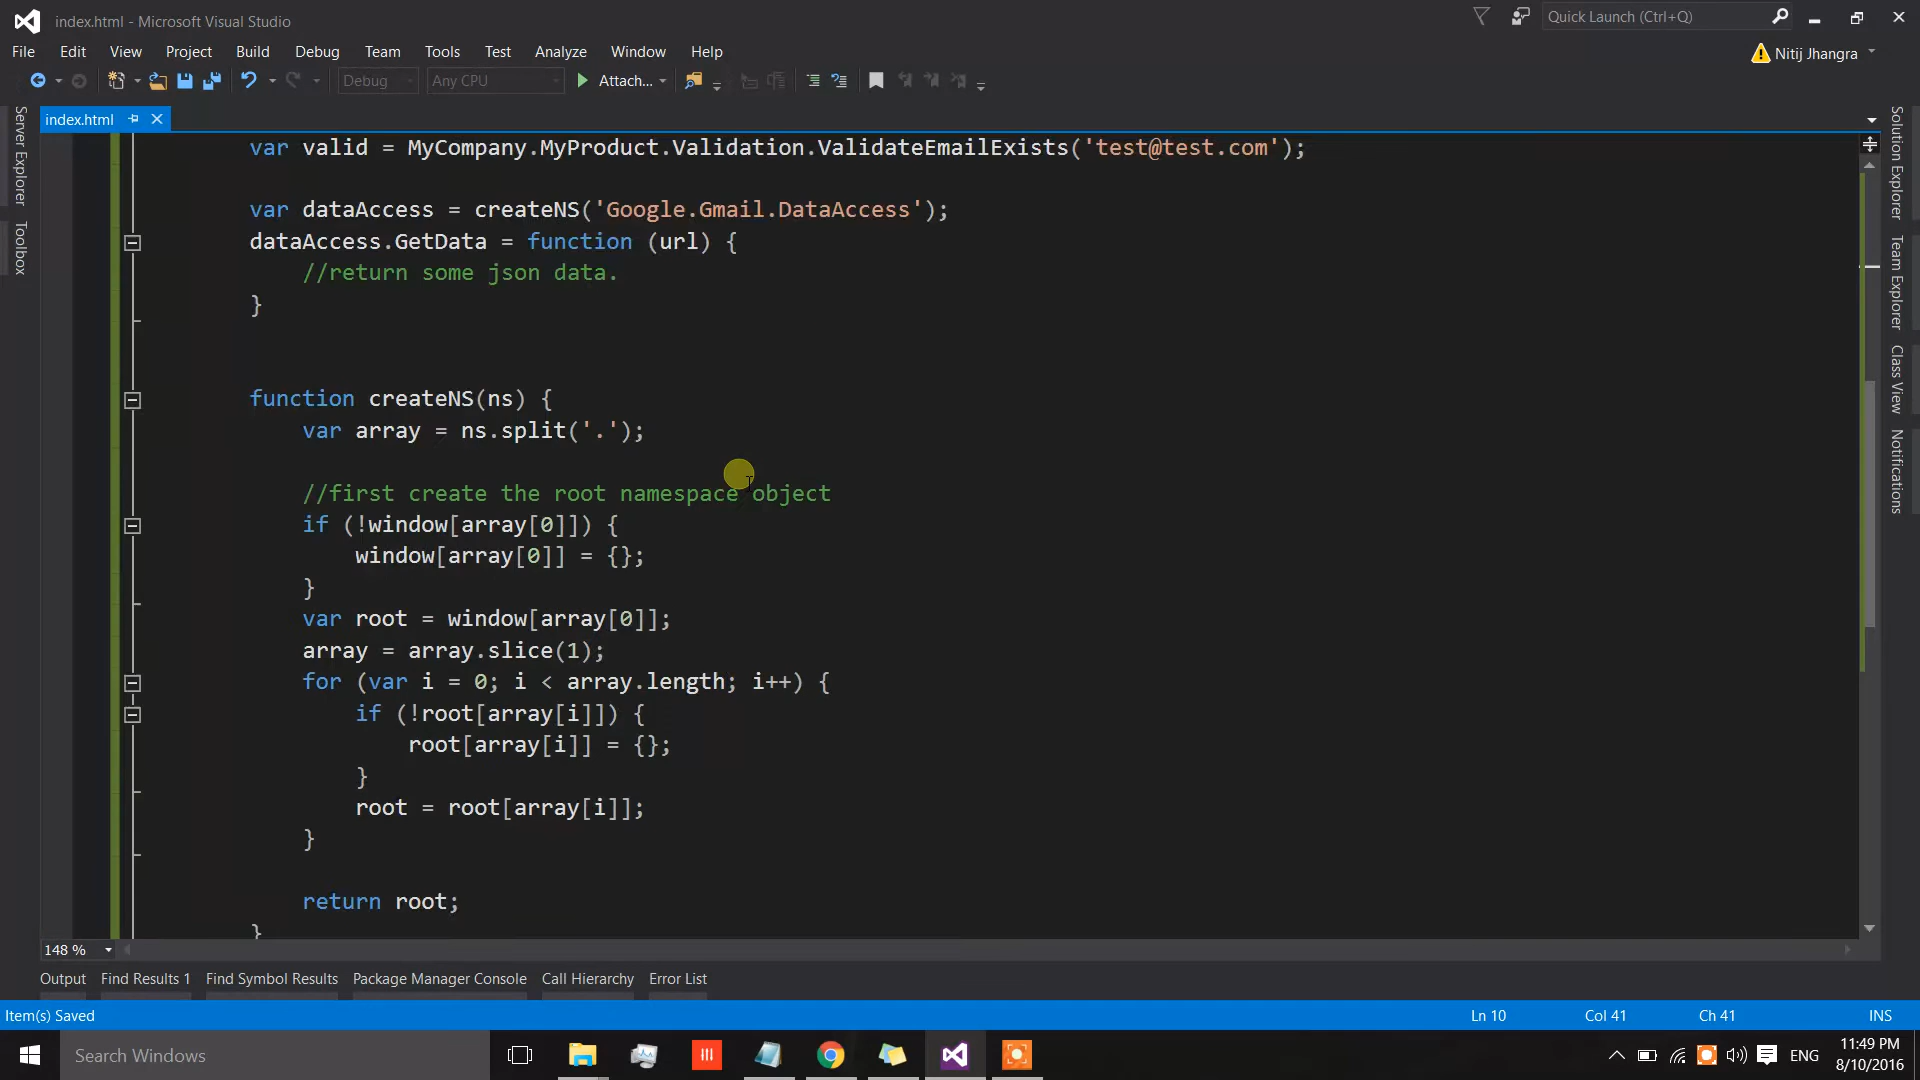 index.html - Microsoft Visual Studio
Quick Launch (Ctrl+Q)
File Edit View Project Build Debug Team Tools Test Analyze Window Help
Nitij Jhangra
Debug Any CPU Attach...
index.html
Server Explorer
Toolbox
var valid = MyCompany.MyProduct.Validation.ValidateEmailExists('test@test.com');
var dataAccess = createNS('Google.Gmail.DataAccess');
dataAccess.GetData = function (url) {
//return some json data.
}
function createNS(ns) {
var array = ns.split('.');
//first create the root namespace object
if (!window[array[0]]) {
window[array[0]] = {};
}
var root = window[array[0]];
array = array.slice(1);
for (var i = 0; i < array.length; i++) {
if (!root[array[i]]) {
root[array[i]] = {};
}
root = root[array[i]];
}
return root;
}
Solution Explorer
Team Explorer
Class View
Notifications
148 %
Output Find Results 1 Find Symbol Results Package Manager Console Call Hierarchy Error List
Item(s) Saved Ln 10 Col 41 Ch 41 INS
Search Windows
ENG
11:49 PM
8/10/2016